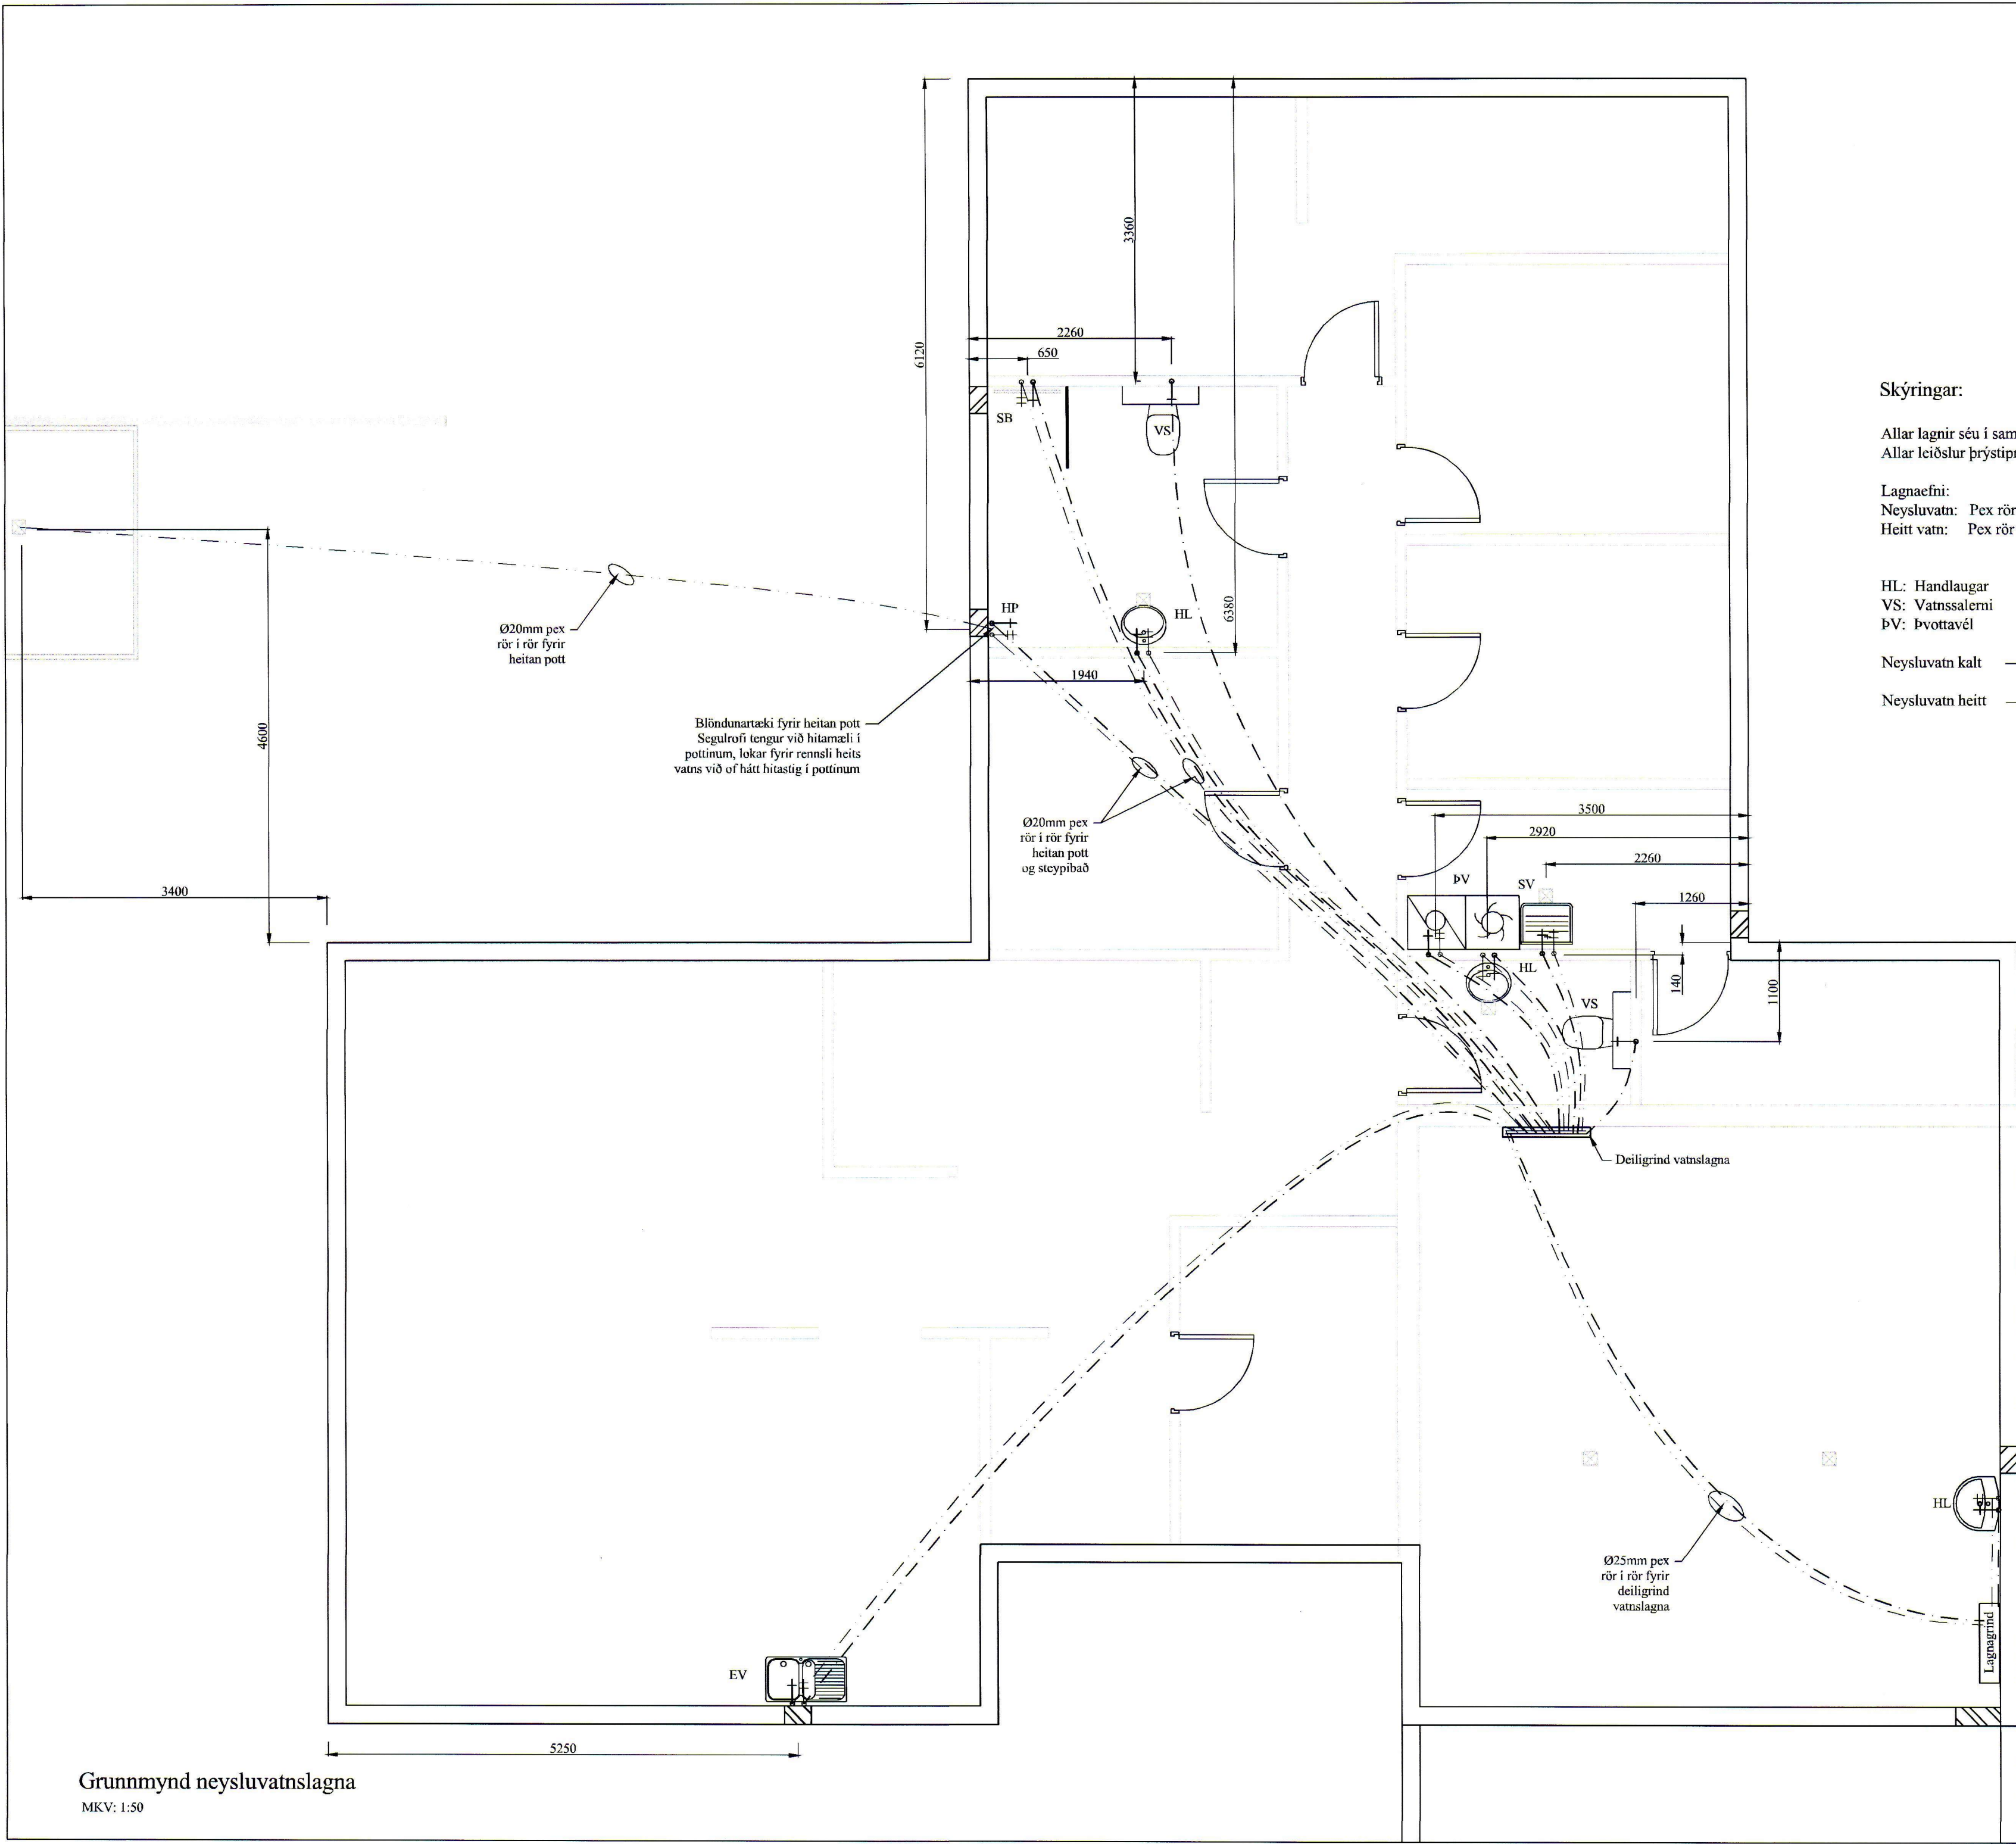 3360
6120
2260
650
SB
VS
HP
HL
6380
1940
4600
3400
Ø20mm pex
rör í rör fyrir
heitan pott
Blöndunartæki fyrir heitan pott
Segulrofi tengur við hitamæli í
pottinum, lokar fyrir rennsli heits
vatns við of hátt hitastig í pottinum
Ø20mm pex
rör í rör fyrir
heitan pott
og steypibað
3500
2920
2260
1260
ÞV
SV
HL
VS
140
1100
Deiligrind vatnslagna
Ø25mm pex
rör í rör fyrir
deiligrind
vatnslagna
HL
Lagnagrind
EV
5250
Skýringar:
Allar lagnir séu í sam
Allar leiðslur þrýstipr
Lagnaefni:
Neysluvatn: Pex rör
Heitt vatn: Pex rör
HL: Handlaugar
VS: Vatnssalerni
ÞV: Þvottavél
Neysluvatn kalt
Neysluvatn heitt
Grunnmynd neysluvatnslagna
MKV: 1:50